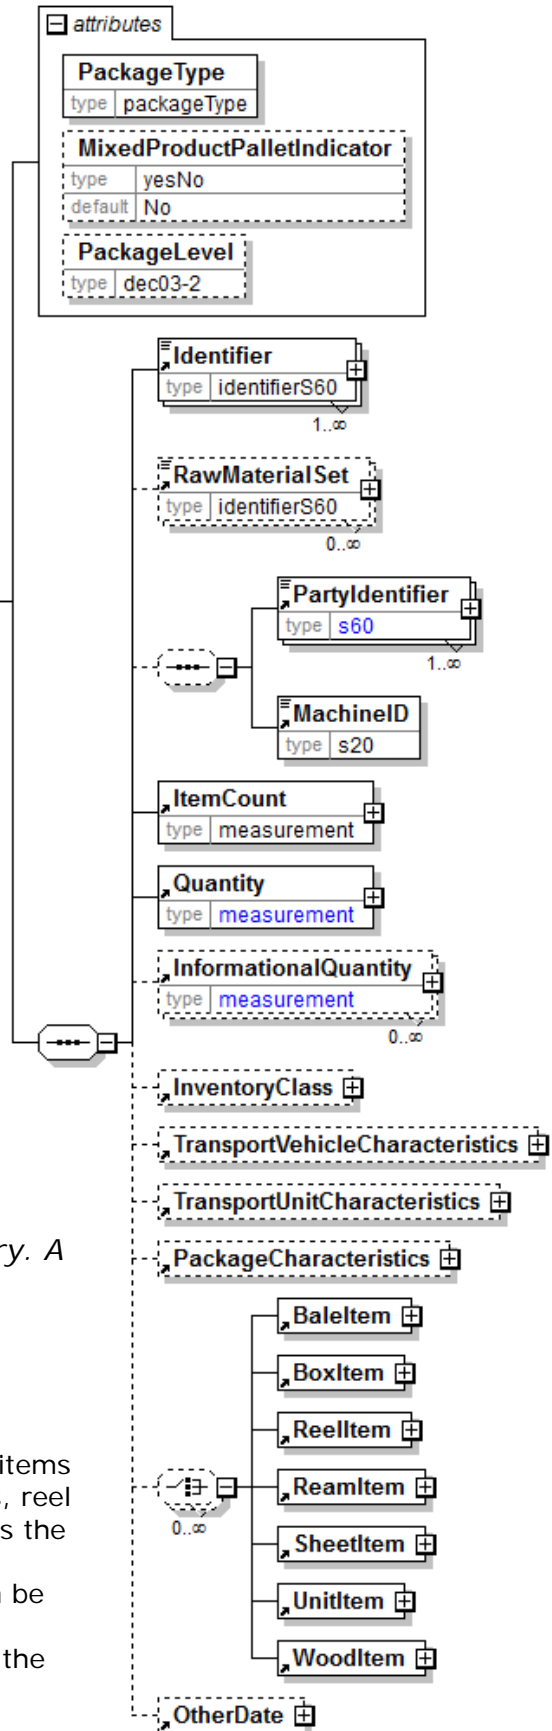 attributes
PackageType
type packageType
MixedProductPalletIndicator
type yesNo
default No
PackageLevel
type dec03-2
Identifier
type identifierS60
1..∞
RawMaterialSet
type identifierS60
0..∞
PartyIdentifier
type s60
1..∞
MachineID
type s20
ItemCount
type measurement
Quantity
type measurement
InformationalQuantity
type measurement
0..∞
InventoryClass
TransportVehicleCharacteristics
TransportUnitCharacteristics
ry. A
PackageCharacteristics
BaleItem
BoxItem
ReelItem
items
ReamItem
, reel
0..∞
s the
SheetItem
be
UnitItem
the
WoodItem
OtherDate